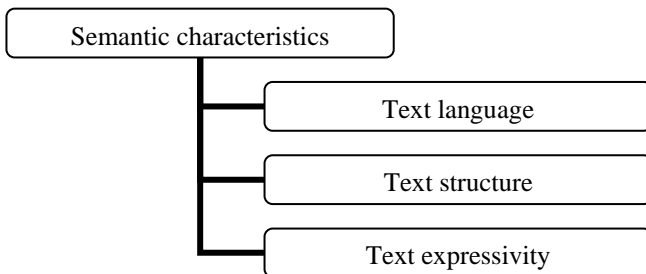 Semantic characteristics
Text language
Text structure
Text expressivity